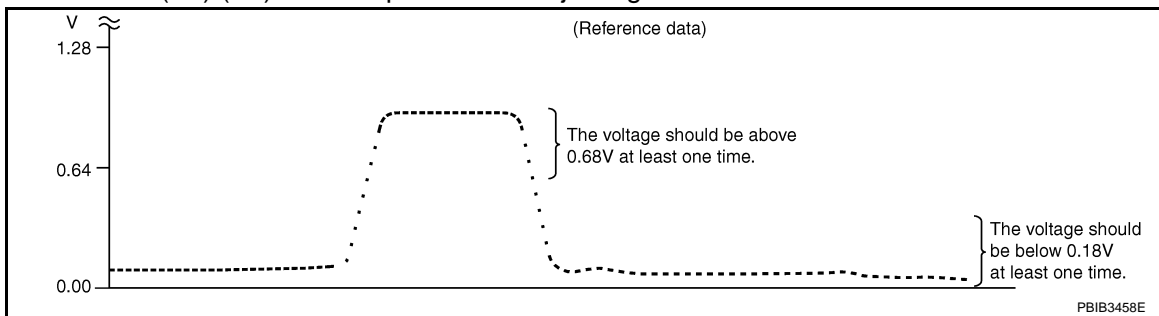 V
(Reference data)
1.28
The voltage should be above
0.68V at least one time.
0.64
The voltage should
be below 0.18V
at least one time.
0.00
PBIB3458E